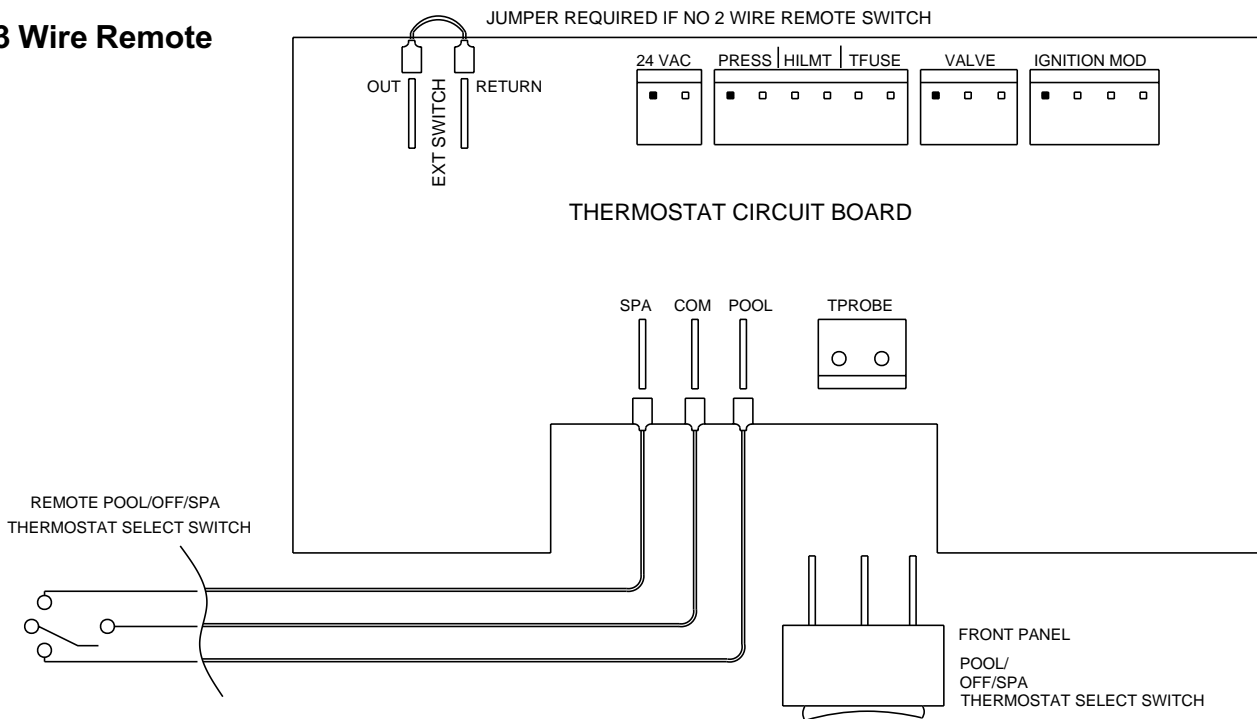 3 Wire Remote
JUMPER REQUIRED IF NO 2 WIRE REMOTE SWITCH
OUT
EXT SWITCH
RETURN
24 VAC
PRESS
HILMT
TFUSE
VALVE
IGNITION MOD
THERMOSTAT CIRCUIT BOARD
SPA
COM
POOL
TPROBE
REMOTE POOL/OFF/SPA
THERMOSTAT SELECT SWITCH
FRONT PANEL
POOL/
OFF/SPA
THERMOSTAT SELECT SWITCH